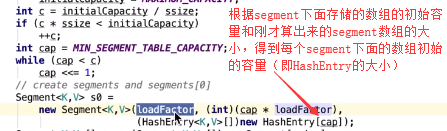 int c = initialCapacity / ssize;
if (c * ssize < initialCapacity)
++c;
int cap = MIN_SEGMENT_TABLE_CAPACITY;
while (cap < c)
cap <<= 1;
// create segments and segments[0]
Segment<K,V> s0 =
new Segment<K,V>(loadFactor, (int)(cap * loadFactor),
(HashEntry<K,V>[])new HashEntry[cap]);
根据segment下面存储的数组的初始容
量和刚才算出来的segment数组的大
小，得到每个segment下面的数组初始
的容量（即HashEntry的大小）